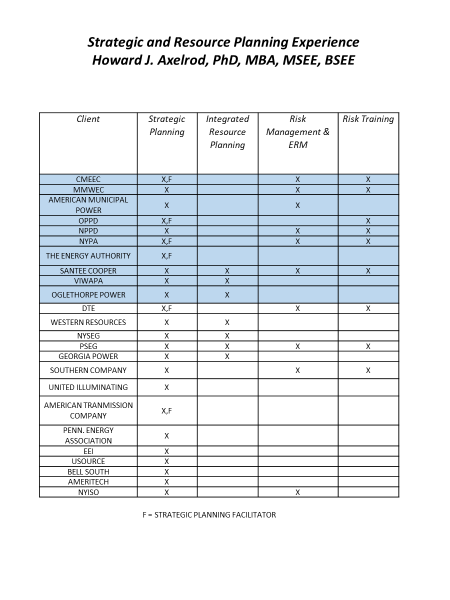 Strategic and Resource Planning Experience
Howard J. Axelrod, PhD, MBA, MSEE, BSEE
Client Strategic Planning Integrated Resource Planning Risk Management & ERM Risk Training
CMEEC X,F X X
MMWEC X X X
AMERICAN MUNICIPAL POWER X X
OPPD X,F X
NPPD X X X
NYPA X,F X X
THE ENERGY AUTHORITY X,F
SANTEE COOPER X X X X
VIWAPA X X
OGLETHORPE POWER X X
DTE X,F X X
WESTERN RESOURCES X X
NYSEG X X
PSEG X X X X
GEORGIA POWER X X
SOUTHERN COMPANY X X X
UNITED ILLUMINATING X
AMERICAN TRANMISSION COMPANY X,F
PENN. ENERGY ASSOCIATION X
EEI X
USOURCE X
BELL SOUTH X
AMERITECH X
NYISO X X
F = STRATEGIC PLANNING FACILITATOR